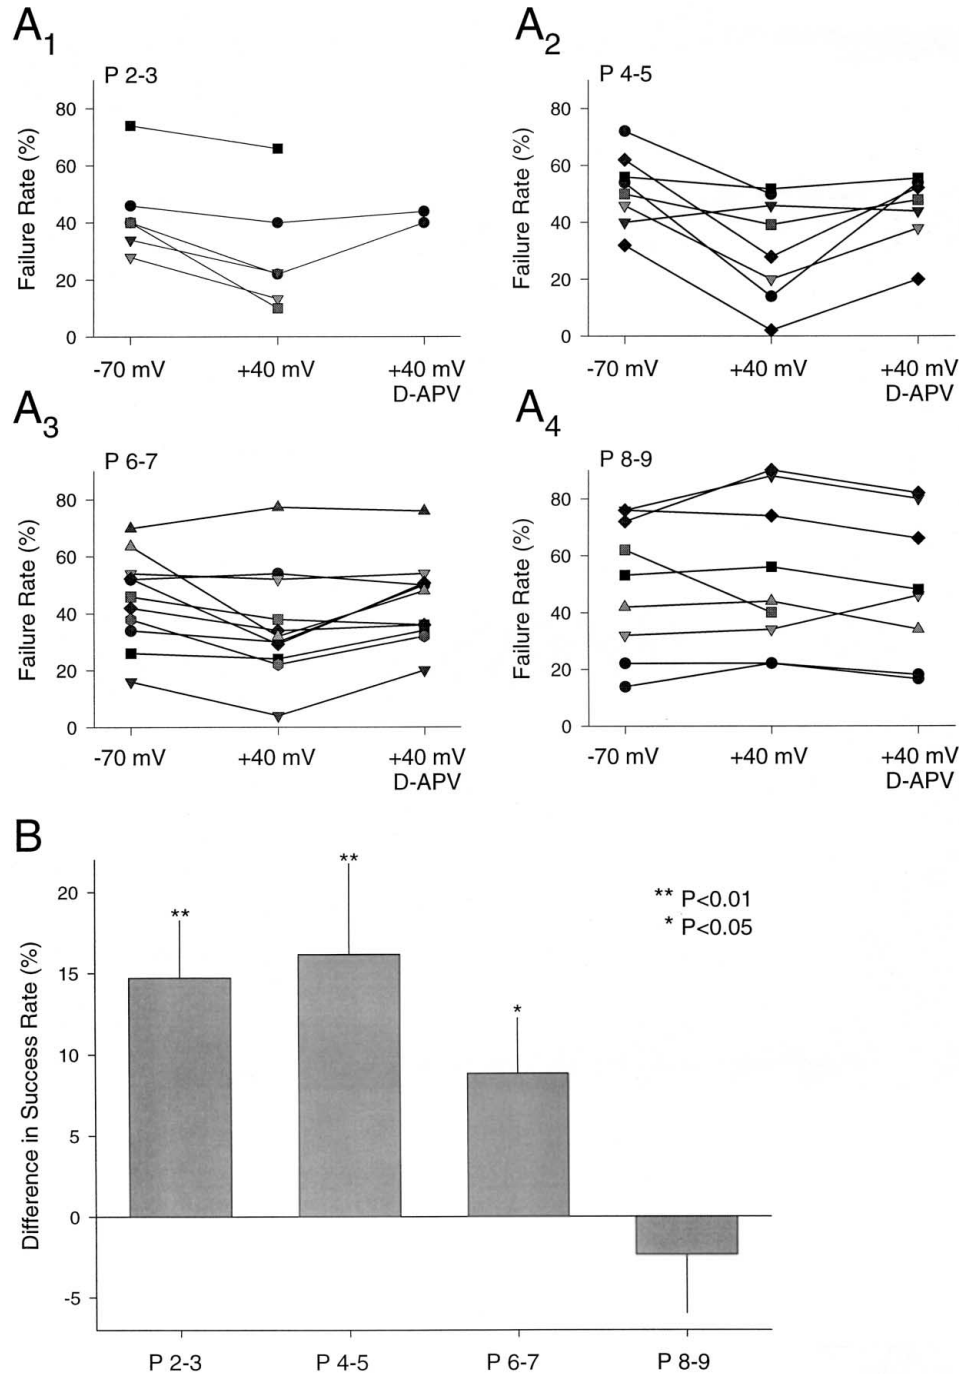 A1
P 2-3
Failure Rate (%)
80
60
40
20
0
-70 mV
+40 mV
+40 mV
D-APV
A2
P 4-5
Failure Rate (%)
80
60
40
20
0
-70 mV
+40 mV
+40 mV
D-APV
A3
P 6-7
Failure Rate (%)
80
60
40
20
0
-70 mV
+40 mV
+40 mV
D-APV
A4
P 8-9
Failure Rate (%)
80
60
40
20
0
-70 mV
+40 mV
+40 mV
D-APV
B
Difference in Success Rate (%)
20
15
10
5
0
-5
**
**
*
** P<0.01
* P<0.05
P 2-3
P 4-5
P 6-7
P 8-9